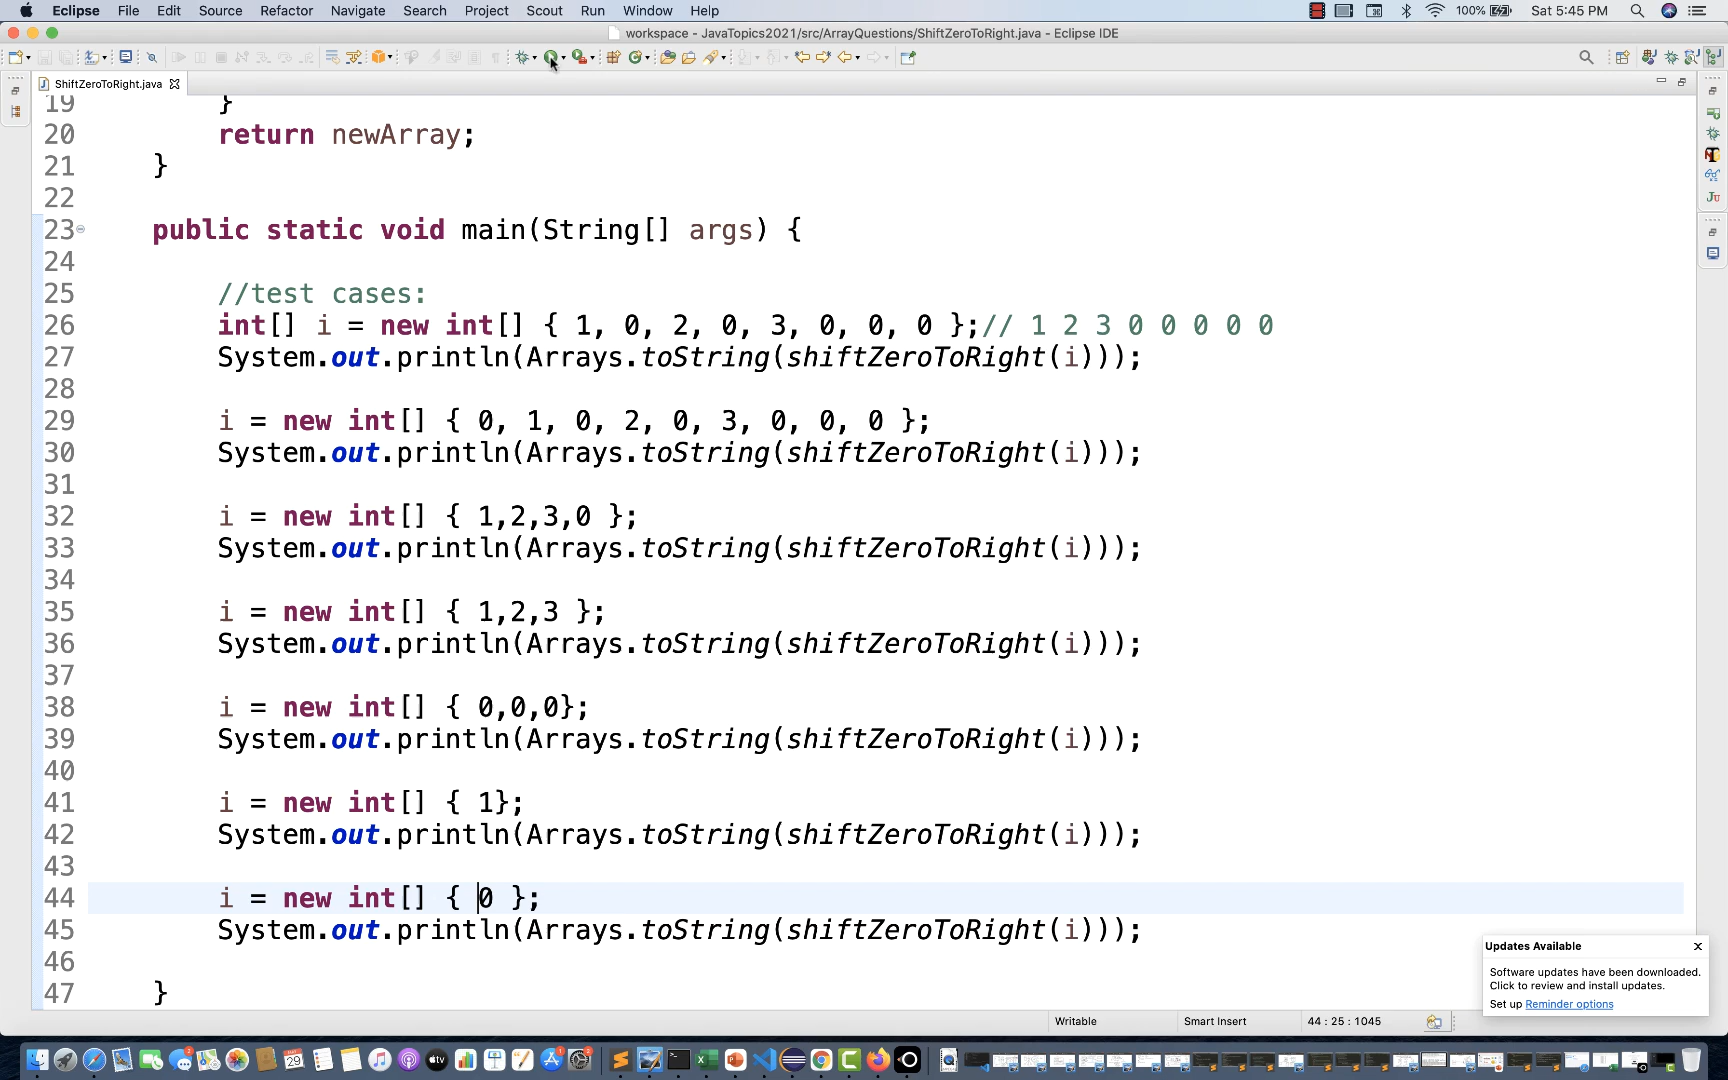 Eclipse File Edit Source Refactor Navigate Search Project Scout Run Window Help 100% Sat 5:45 PM
workspace - JavaTopics2021/src/ArrayQuestions/ShiftZeroToRight.java - Eclipse IDE
ShiftZeroToRight.java
19 }
20 return newArray;
21 }
22
23 public static void main(String[] args) {
24
25 //test cases:
26 int[] i = new int[] { 1, 0, 2, 0, 3, 0, 0, 0 };// 1 2 3 0 0 0 0 0
27 System.out.println(Arrays.toString(shiftZeroToRight(i)));
28
29 i = new int[] { 0, 1, 0, 2, 0, 3, 0, 0, 0 };
30 System.out.println(Arrays.toString(shiftZeroToRight(i)));
31
32 i = new int[] { 1,2,3,0 };
33 System.out.println(Arrays.toString(shiftZeroToRight(i)));
34
35 i = new int[] { 1,2,3 };
36 System.out.println(Arrays.toString(shiftZeroToRight(i)));
37
38 i = new int[] { 0,0,0};
39 System.out.println(Arrays.toString(shiftZeroToRight(i)));
40
41 i = new int[] { 1};
42 System.out.println(Arrays.toString(shiftZeroToRight(i)));
43
44 i = new int[] { 0 };
45 System.out.println(Arrays.toString(shiftZeroToRight(i)));
46
47 }
Updates Available
Software updates have been downloaded.
Click to review and install updates.
Set up Reminder options
Writable Smart Insert 44 : 25 : 1045